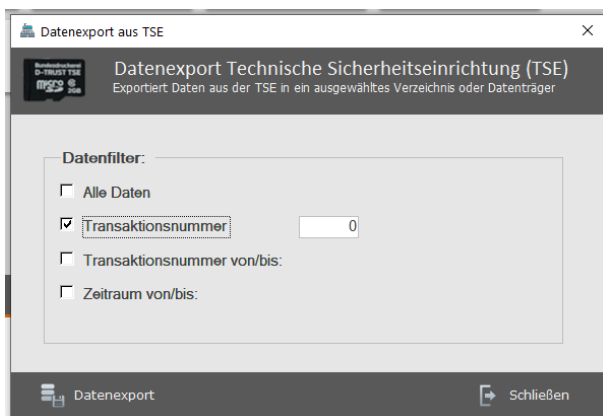 Datenexport aus TSE
Bundesdruckerei
D-TRUST TSE
Datenexport Technische Sicherheitseinrichtung (TSE)
Exportiert Daten aus der TSE in ein ausgewähltes Verzeichnis oder Datenträger
Datenfilter:
Alle Daten
Transaktionsnummer 0
Transaktionsnummer von/bis:
Zeitraum von/bis:
Datenexport Schließen